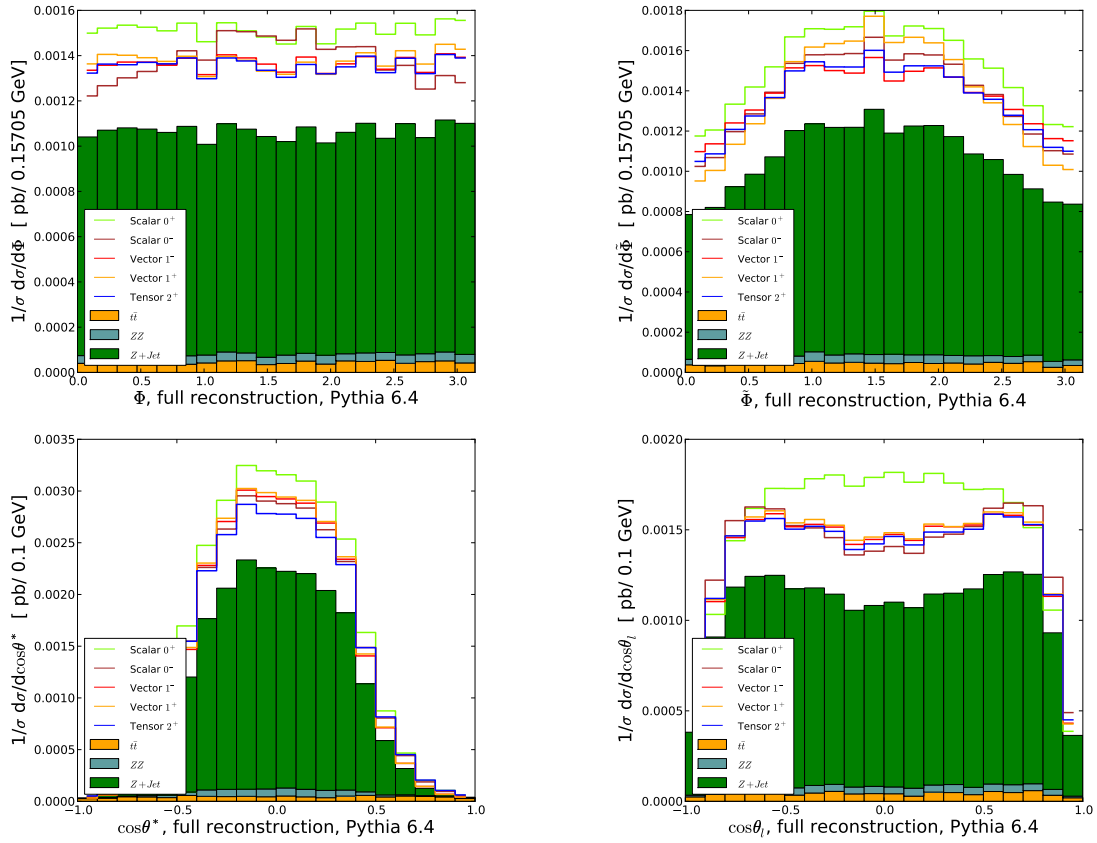 0.0016
0.0014
0.0012
0.0010
0.0008
0.0006
0.0004
0.0002
0.0000
1/σ dσ/dΦ [ pb/ 0.15705 GeV]
Scalar 0⁺
Scalar 0⁻
Vector 1⁻
Vector 1⁺
Tensor 2⁺
tt̄
ZZ
Z+Jet
0.0 0.5 1.0 1.5 2.0 2.5 3.0
Φ, full reconstruction, Pythia 6.4
0.0018
0.0016
0.0014
0.0012
0.0010
0.0008
0.0006
0.0004
0.0002
0.0000
1/σ dσ/dΦ̃ [ pb/ 0.15705 GeV]
Scalar 0⁺
Scalar 0⁻
Vector 1⁻
Vector 1⁺
Tensor 2⁺
tt̄
ZZ
Z+Jet
0.0 0.5 1.0 1.5 2.0 2.5 3.0
Φ̃, full reconstruction, Pythia 6.4
0.0035
0.0030
0.0025
0.0020
0.0015
0.0010
0.0005
0.0000
1/σ dσ/dcosθ* [ pb/ 0.1 GeV]
Scalar 0⁺
Scalar 0⁻
Vector 1⁻
Vector 1⁺
Tensor 2⁺
tt̄
ZZ
Z+Jet
−1.0 −0.5 0.0 0.5 1.0
cosθ*, full reconstruction, Pythia 6.4
0.0020
0.0015
0.0010
0.0005
0.0000
1/σ dσ/dcosθₗ [ pb/ 0.1 GeV]
Scalar 0⁺
Scalar 0⁻
Vector 1⁻
Vector 1⁺
Tensor 2⁺
tt̄
ZZ
Z+Jet
−1.0 −0.5 0.0 0.5 1.0
cosθₗ, full reconstruction, Pythia 6.4